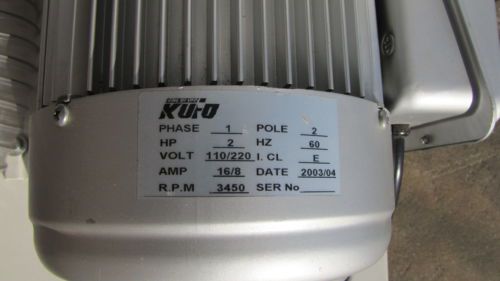 KUFO
PHASE 1 POLE 2
HP 2 HZ 60
VOLT 110/220 I. CL E
AMP 16/8 DATE 2003/04
R.P.M 3450 SER No